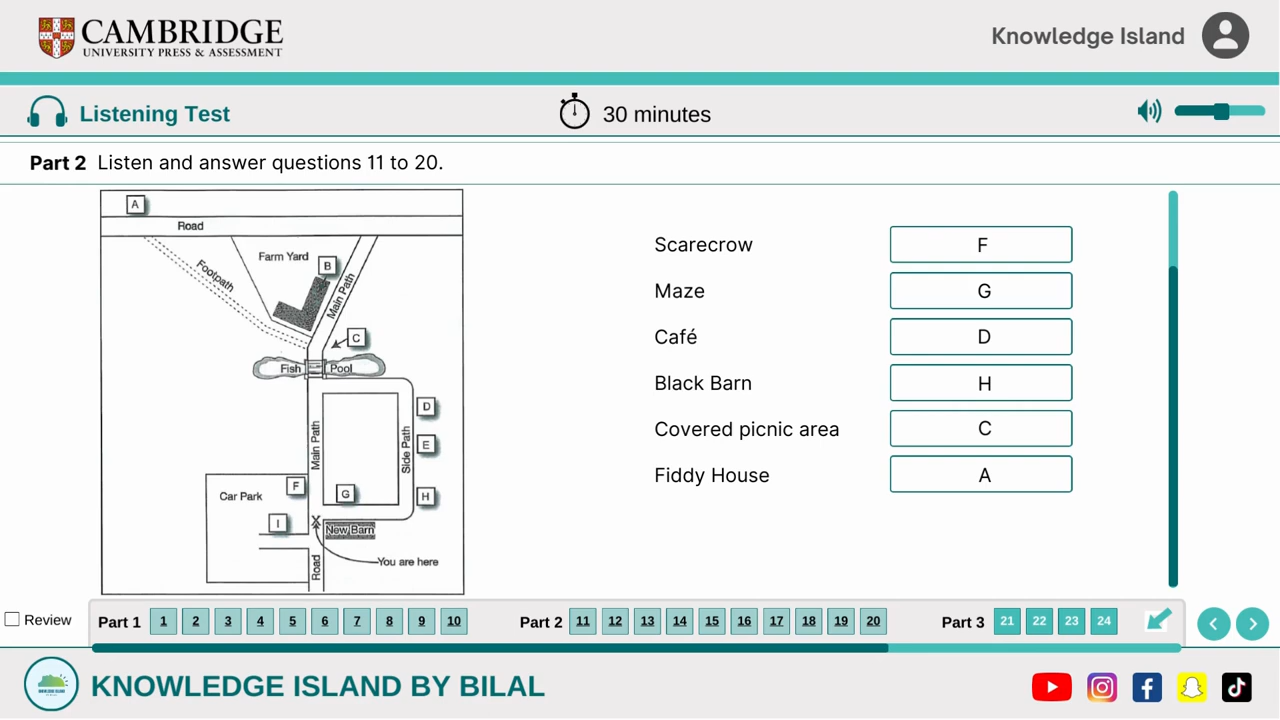 CAMBRIDGE
UNIVERSITY PRESS & ASSESSMENT
Knowledge Island
Listening Test
30 minutes
Part 2 Listen and answer questions 11 to 20.
A
Road
Footpath
Farm Yard
B
Main Path
C
Fish
Pool
D
E
Main Path
Side Path
F
G
H
Car Park
I
X
New Barn
You are here
Road
Scarecrow F
Maze G
Café D
Black Barn H
Covered picnic area C
Fiddy House A
Review
Part 1 1 2 3 4 5 6 7 8 9 10
Part 2 11 12 13 14 15 16 17 18 19 20
Part 3 21 22 23 24
KNOWLEDGE ISLAND BY BILAL